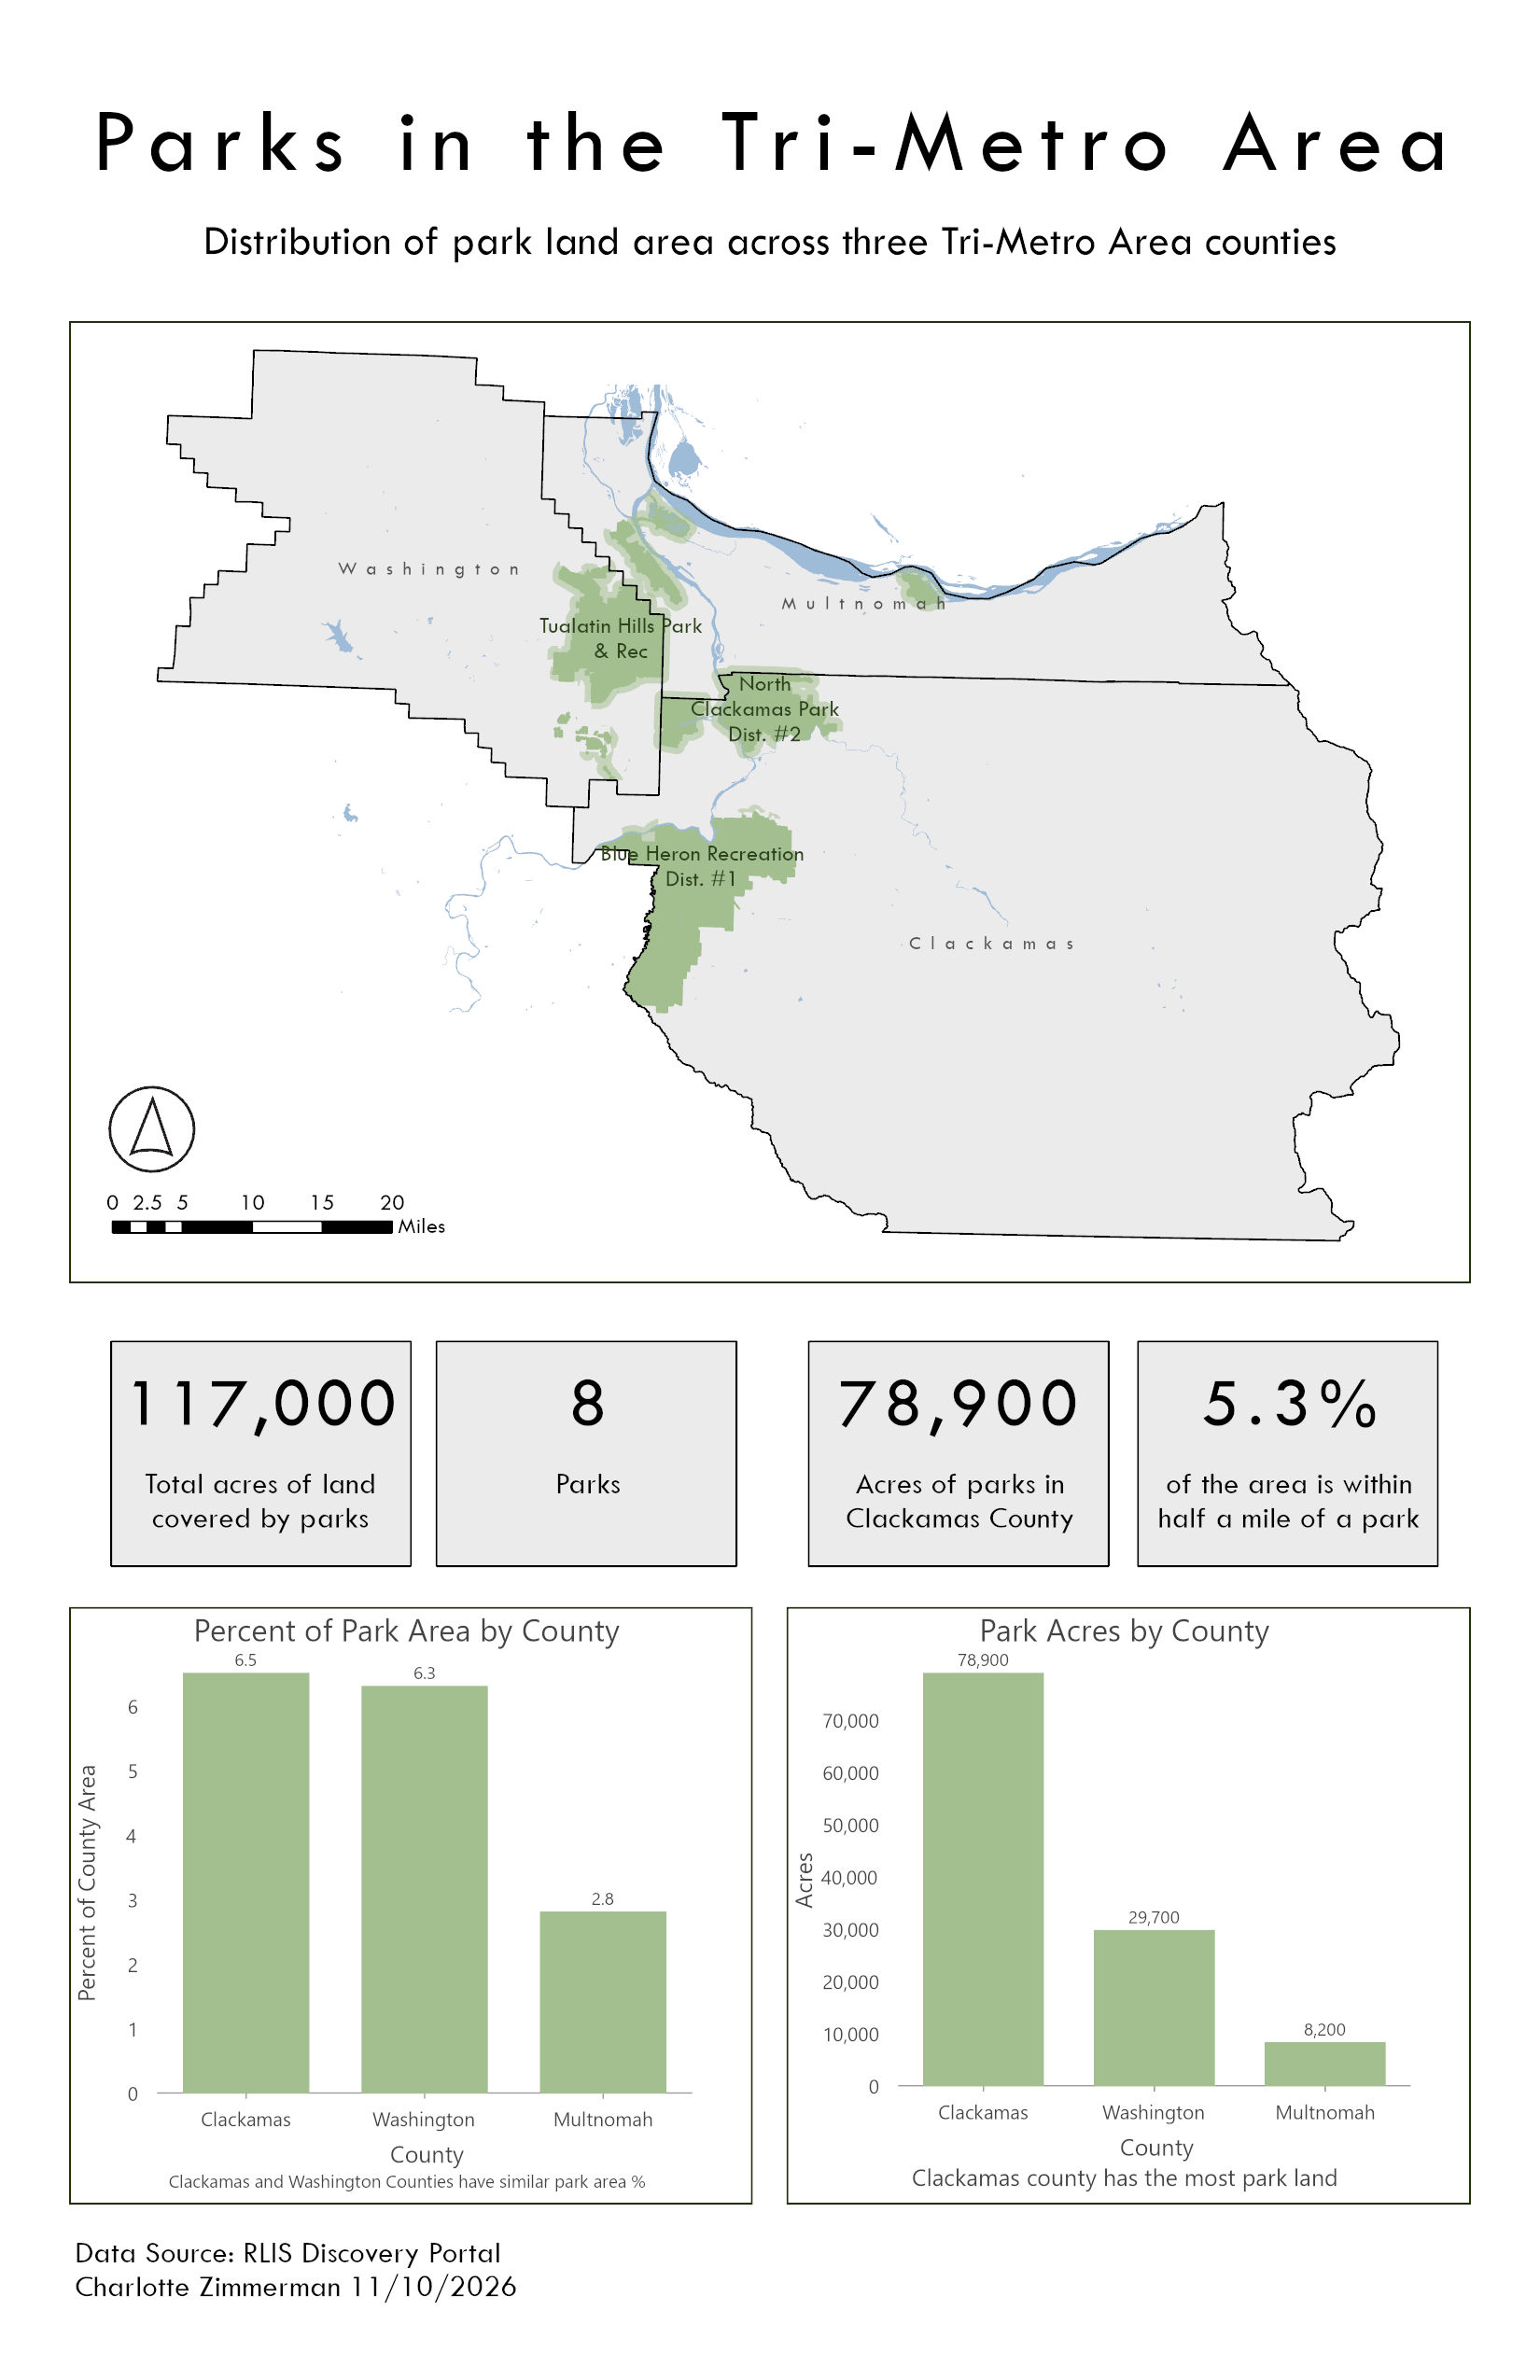 Parks in the Tri-Metro Area
Distribution of park land area across three Tri-Metro Area counties
Washington
Multnomah
Tualatin Hills Park
& Rec
North
Clackamas Park
Dist. #2
Blue Heron Recreation
Dist. #1
Clackamas
0 2.5 5 10 15 20
Miles
117,000
Total acres of land
covered by parks
8
Parks
78,900
Acres of parks in
Clackamas County
5.3%
of the area is within
half a mile of a park
Percent of Park Area by County
6.5
6.3
2.8
6
5
4
3
2
1
0
Percent of County Area
Clackamas
Washington
Multnomah
County
Clackamas and Washington Counties have similar park area %
Park Acres by County
78,900
29,700
8,200
70,000
60,000
50,000
40,000
30,000
20,000
10,000
0
Acres
Clackamas
Washington
Multnomah
County
Clackamas county has the most park land
Data Source: RLIS Discovery Portal
Charlotte Zimmerman 11/10/2026